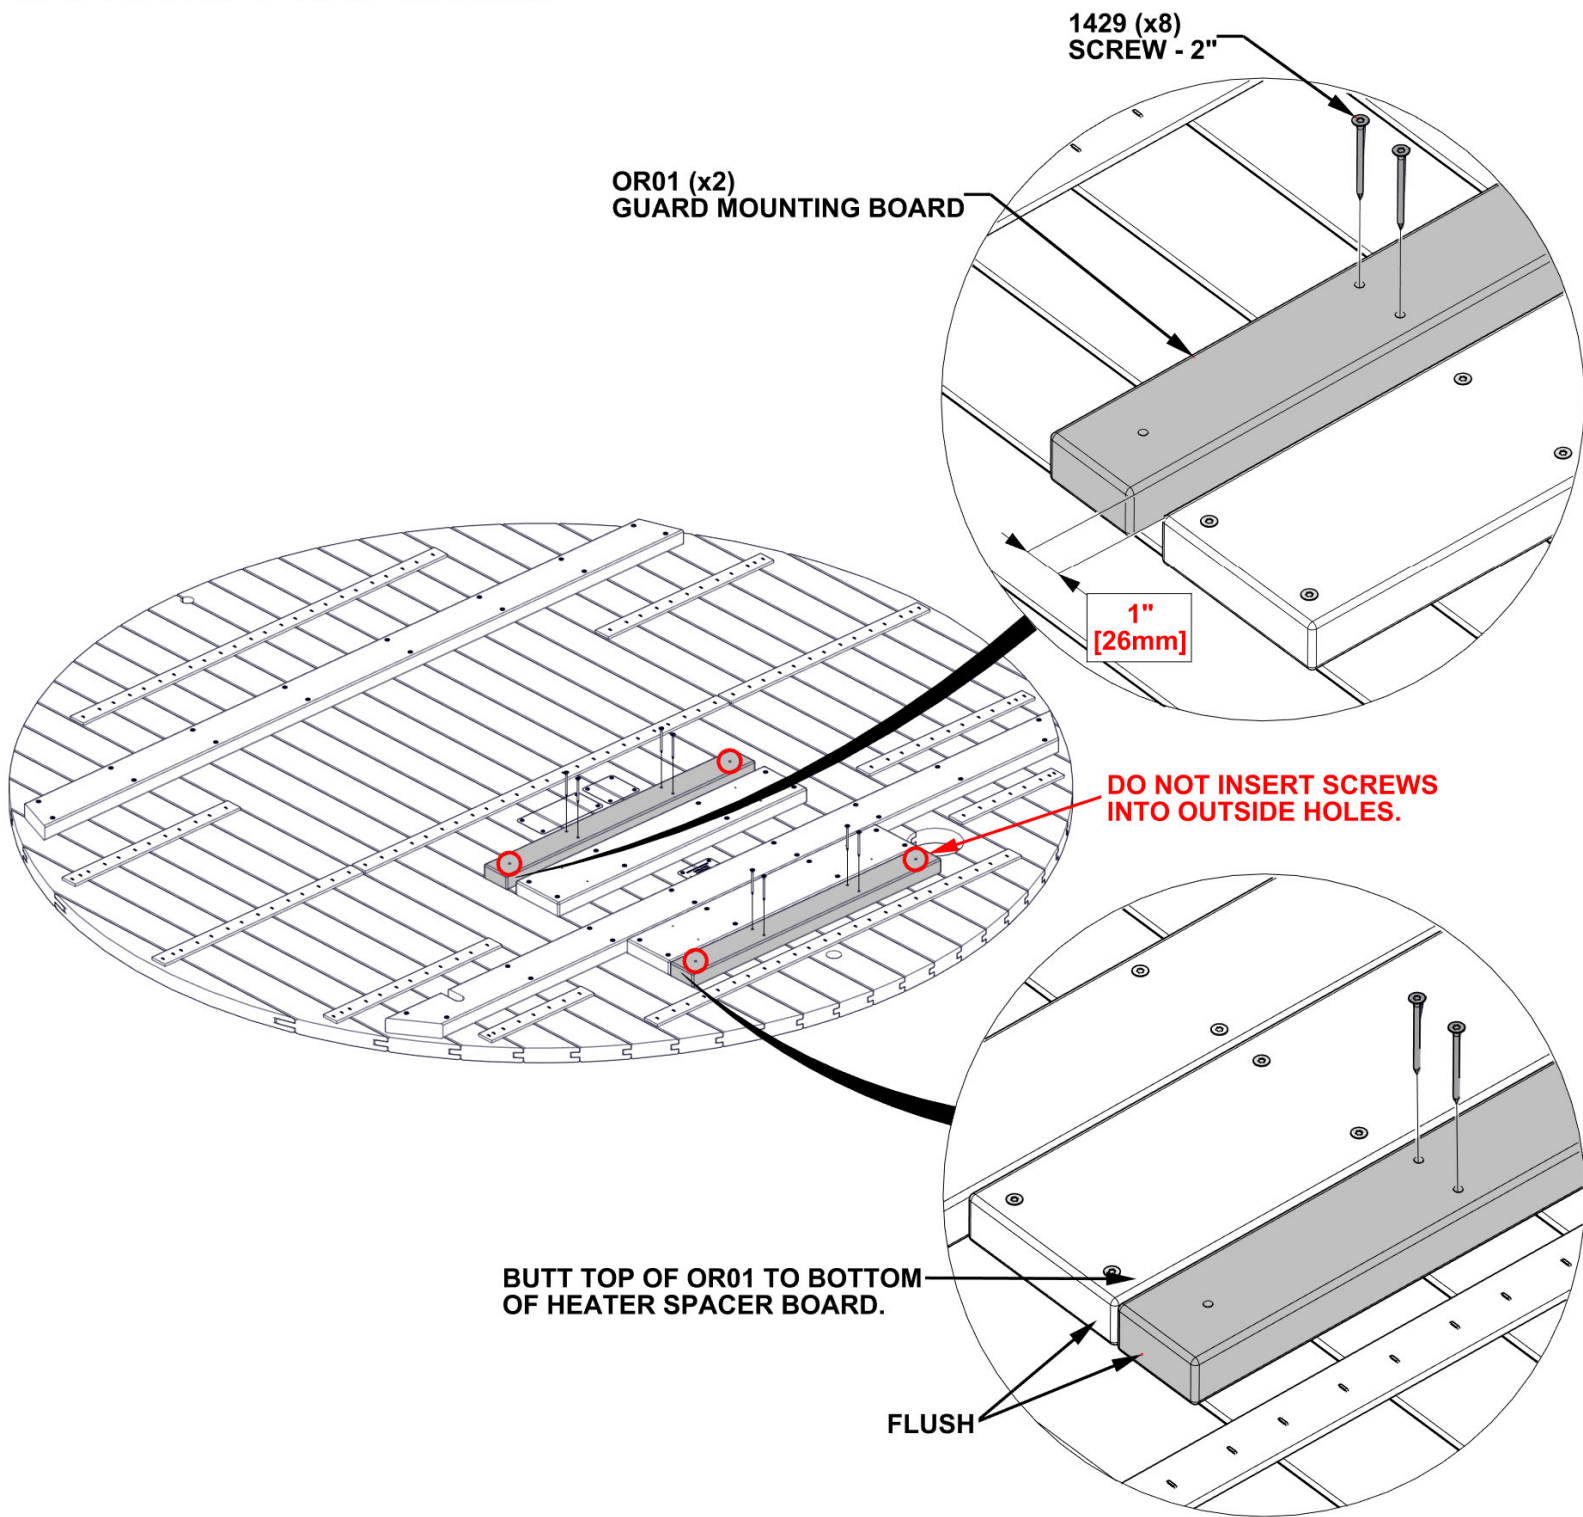 1429 (x8)
SCREW - 2"
OR01 (x2)
GUARD MOUNTING BOARD
1"
[26mm]
DO NOT INSERT SCREWS
INTO OUTSIDE HOLES.
BUTT TOP OF OR01 TO BOTTOM
OF HEATER SPACER BOARD.
FLUSH